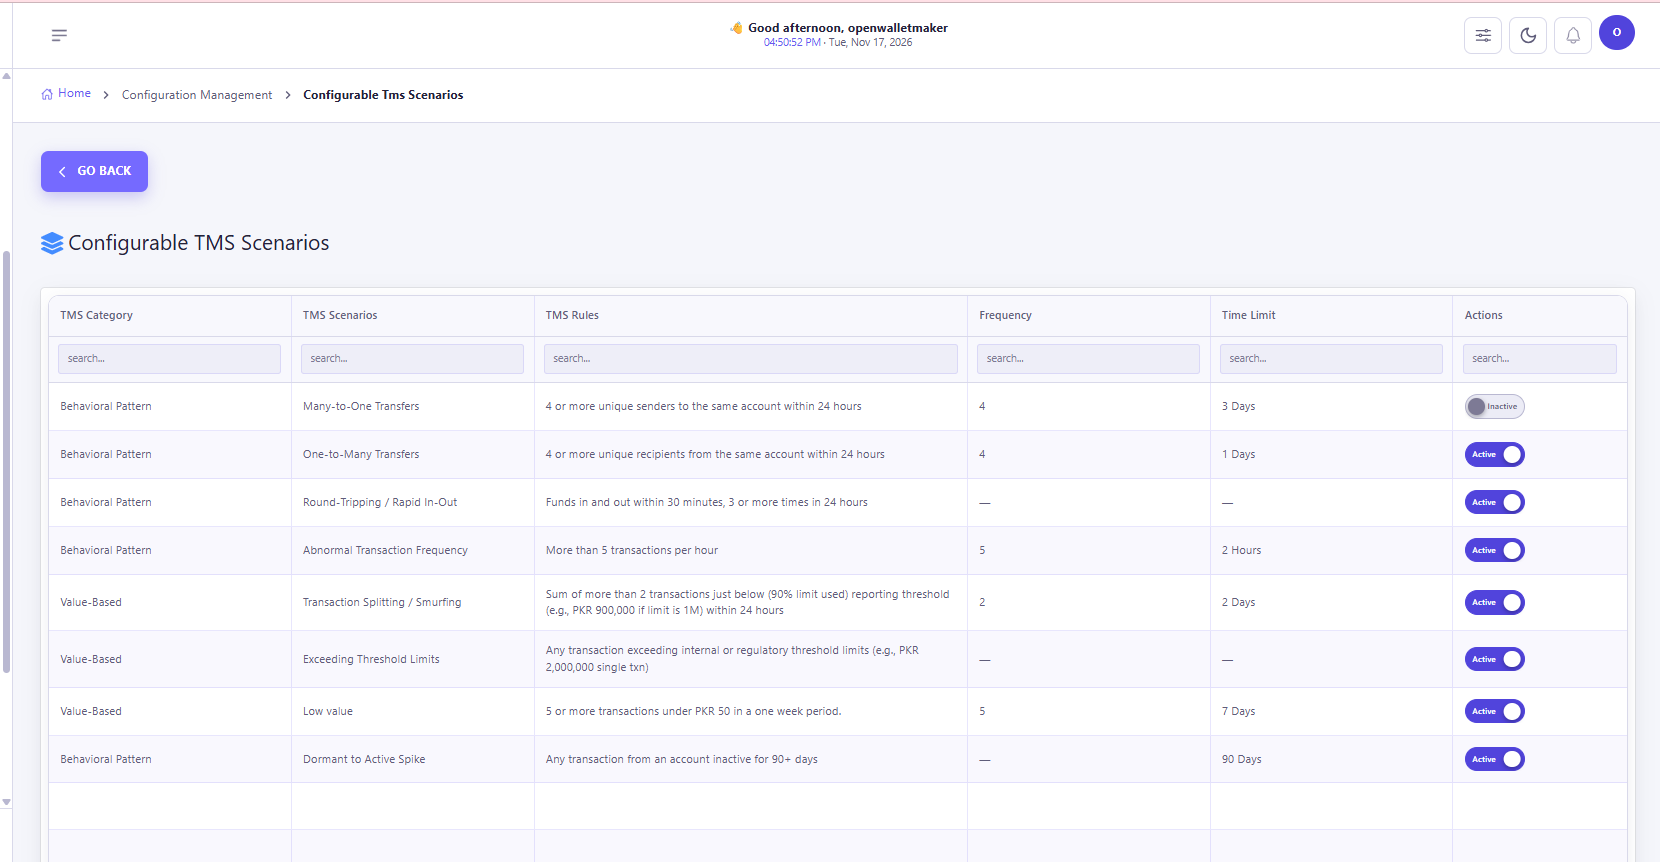 Good afternoon, openwalletmaker
04:50:52 PM · Tue, Nov 17, 2026
O
Home > Configuration Management > Configurable Tms Scenarios
GO BACK
Configurable TMS Scenarios
TMS Category TMS Scenarios TMS Rules Frequency Time Limit Actions
search... search... search... search... search... search...
Behavioral Pattern Many-to-One Transfers 4 or more unique senders to the same account within 24 hours 4 3 Days Inactive
Behavioral Pattern One-to-Many Transfers 4 or more unique recipients from the same account within 24 hours 4 1 Days Active
Behavioral Pattern Round-Tripping / Rapid In-Out Funds in and out within 30 minutes, 3 or more times in 24 hours — — Active
Behavioral Pattern Abnormal Transaction Frequency More than 5 transactions per hour 5 2 Hours Active
Value-Based Transaction Splitting / Smurfing Sum of more than 2 transactions just below (90% limit used) reporting threshold
(e.g., PKR 900,000 if limit is 1M) within 24 hours 2 2 Days Active
Value-Based Exceeding Threshold Limits Any transaction exceeding internal or regulatory threshold limits (e.g., PKR
2,000,000 single txn) — — Active
Value-Based Low value 5 or more transactions under PKR 50 in a one week period. 5 7 Days Active
Behavioral Pattern Dormant to Active Spike Any transaction from an account inactive for 90+ days — 90 Days Active